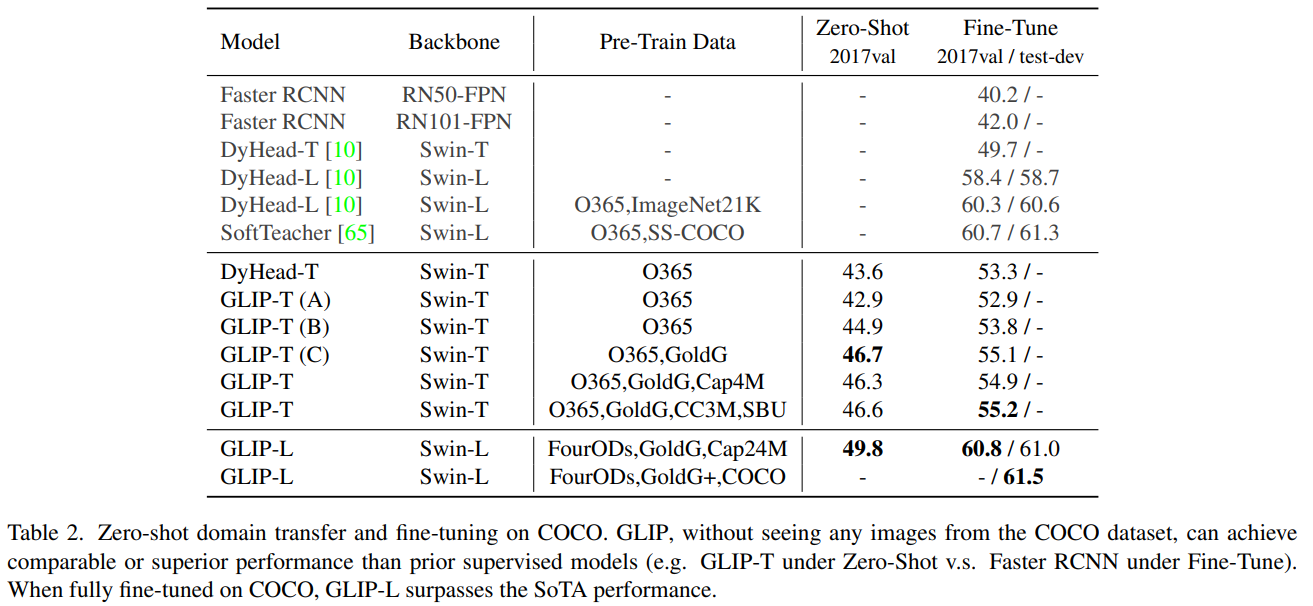 Model Backbone Pre-Train Data Zero-Shot Fine-Tune
2017val 2017val / test-dev
Faster RCNN RN50-FPN - - 40.2 / -
Faster RCNN RN101-FPN - - 42.0 / -
DyHead-T [10] Swin-T - - 49.7 / -
DyHead-L [10] Swin-L - - 58.4 / 58.7
DyHead-L [10] Swin-L O365,ImageNet21K - 60.3 / 60.6
SoftTeacher [65] Swin-L O365,SS-COCO - 60.7 / 61.3
DyHead-T Swin-T O365 43.6 53.3 / -
GLIP-T (A) Swin-T O365 42.9 52.9 / -
GLIP-T (B) Swin-T O365 44.9 53.8 / -
GLIP-T (C) Swin-T O365,GoldG 46.7 55.1 / -
GLIP-T Swin-T O365,GoldG,Cap4M 46.3 54.9 / -
GLIP-T Swin-T O365,GoldG,CC3M,SBU 46.6 55.2 / -
GLIP-L Swin-L FourODs,GoldG,Cap24M 49.8 60.8 / 61.0
GLIP-L Swin-L FourODs,GoldG+,COCO - - / 61.5
Table 2. Zero-shot domain transfer and fine-tuning on COCO. GLIP, without seeing any images from the COCO dataset, can achieve
comparable or superior performance than prior supervised models (e.g. GLIP-T under Zero-Shot v.s. Faster RCNN under Fine-Tune).
When fully fine-tuned on COCO, GLIP-L surpasses the SoTA performance.